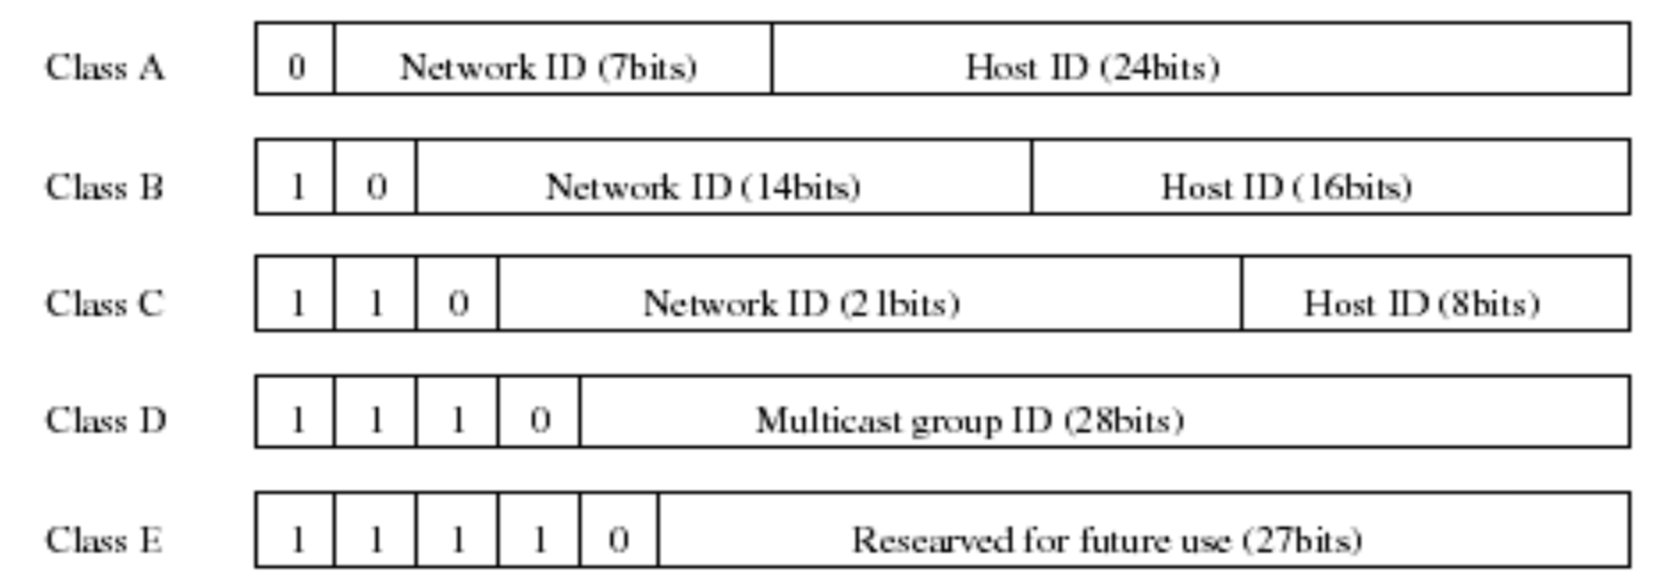 Class A 0 Network ID (7bits) Host ID (24bits)
Class B 1 0 Network ID (14bits) Host ID (16bits)
Class C 1 1 0 Network ID (21bits) Host ID (8bits)
Class D 1 1 1 0 Multicast group ID (28bits)
Class E 1 1 1 1 0 Researved for future use (27bits)